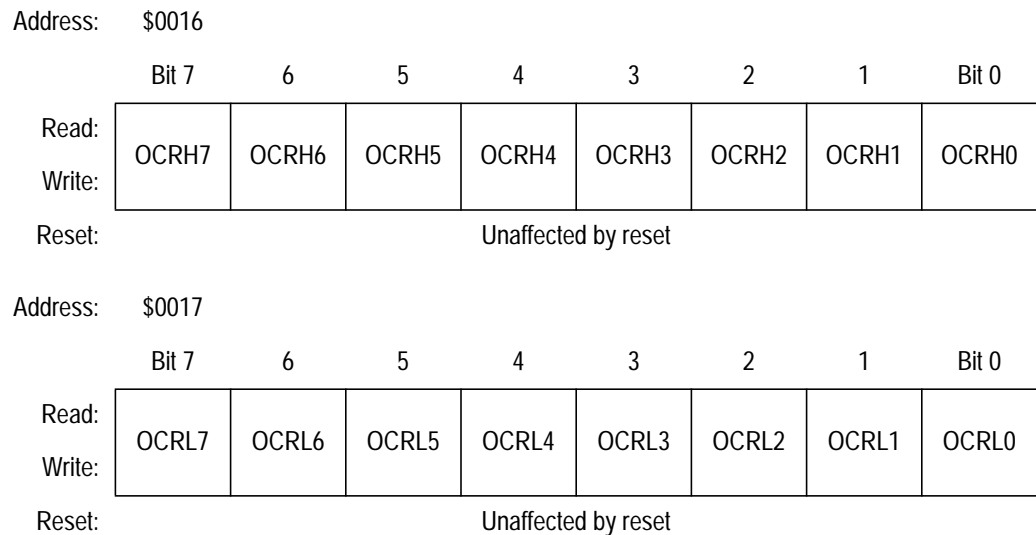 Address: $0016
Bit 7 6 5 4 3 2 1 Bit 0
Read:
OCRH7 OCRH6 OCRH5 OCRH4 OCRH3 OCRH2 OCRH1 OCRH0
Write:
Reset: Unaffected by reset
Address: $0017
Bit 7 6 5 4 3 2 1 Bit 0
Read:
OCRL7 OCRL6 OCRL5 OCRL4 OCRL3 OCRL2 OCRL1 OCRL0
Write:
Reset: Unaffected by reset